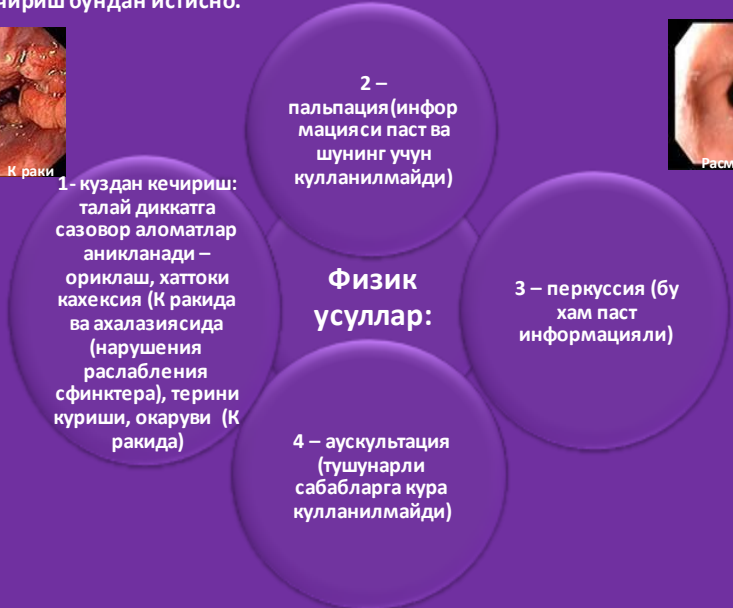 кечириш бундан истисно.
К раки
Расм
2 –
пальпация(инфор
мацияси паст ва
шунинг учун
кулланилмайди)
1- куздан кечириш:
талай диккатга
сазовор аломатлар
аникланади –
ориклаш, хаттоки
кахексия (К ракида
ва ахалазиясида
(нарушения
раслабления
сфинктера), терини
куриши, окаруви (К
ракида)
Физик
усуллар:
3 – перкуссия (бу
хам паст
информацияли)
4 – аускультация
(тушунарли
сабабларга кура
кулланилмайди)